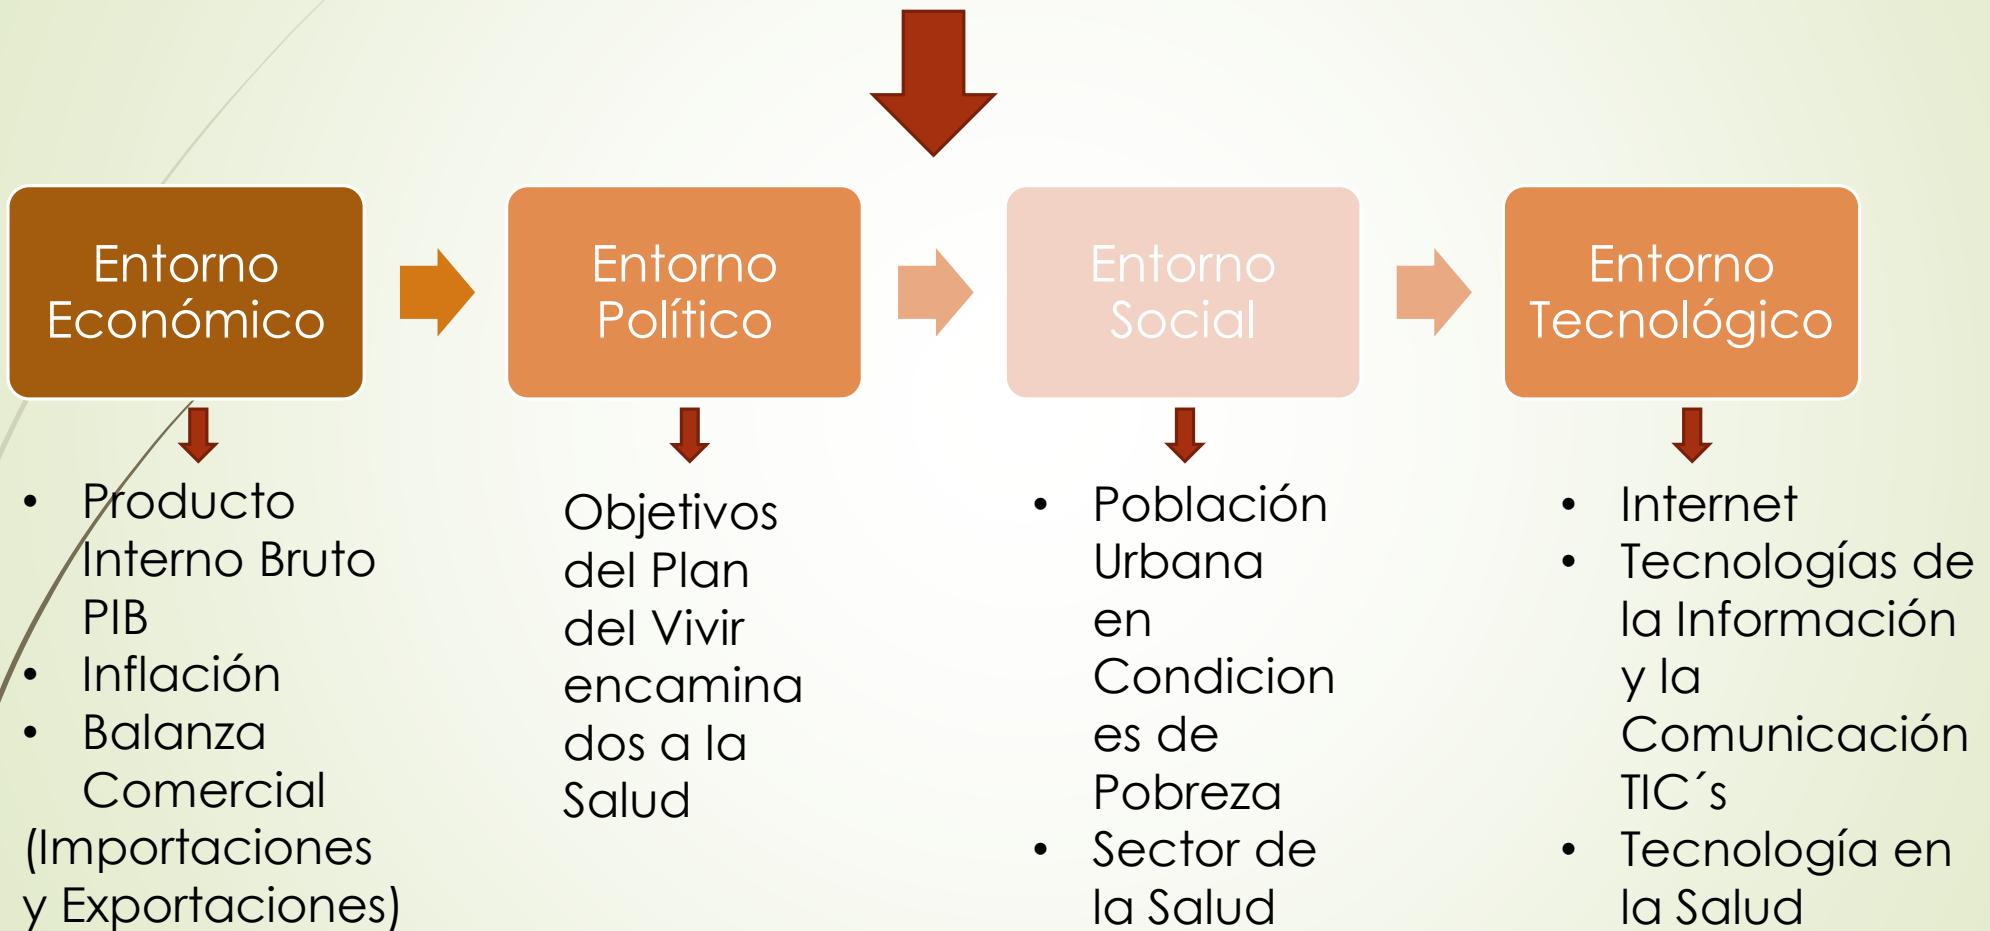 Entorno
Económico
Entorno
Político
Entorno
Social
Entorno
Tecnológico
• Producto
Interno Bruto
PIB
• Inflación
• Balanza
Comercial
(Importaciones
y Exportaciones)
Objetivos
del Plan
del Vivir
encamina
dos a la
Salud
• Población
Urbana
en
Condicion
es de
Pobreza
• Sector de
la Salud
• Internet
• Tecnologías de
la Información
y la
Comunicación
TIC´s
• Tecnología en
la Salud